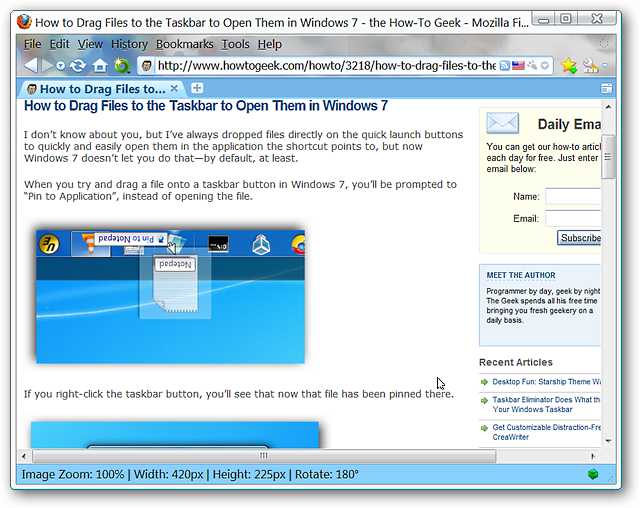 How to Drag Files to the Taskbar to Open Them in Windows 7 - the How-To Geek - Mozilla Fi...
File Edit View History Bookmarks Tools Help
http://www.howtogeek.com/howto/3218/how-to-drag-files-to-the
How to Drag Files to...
How to Drag Files to the Taskbar to Open Them in Windows 7
I don't know about you, but I've always dropped files directly on the quick launch buttons
to quickly and easily open them in the application the shortcut points to, but now
Windows 7 doesn't let you do that—by default, at least.
When you try and drag a file onto a taskbar button in Windows 7, you'll be prompted to
"Pin to Application", instead of opening the file.
Pin to Notepad
Notepad
If you right-click the taskbar button, you'll see that now that file has been pinned there.
Daily Ema
You can get our how-to articl
each day for free. Just enter
email below:
Name:
Email:
Subscribe
MEET THE AUTHOR
Programmer by day, geek by night
The Geek spends all his free time
bringing you fresh geekery on a
daily basis.
Recent Articles
Desktop Fun: Starship Theme Wa
Taskbar Eliminator Does What th
Your Windows Taskbar
Get Customizable Distraction-Fre
CreaWriter
Image Zoom: 100% | Width: 420px | Height: 225px | Rotate: 180°